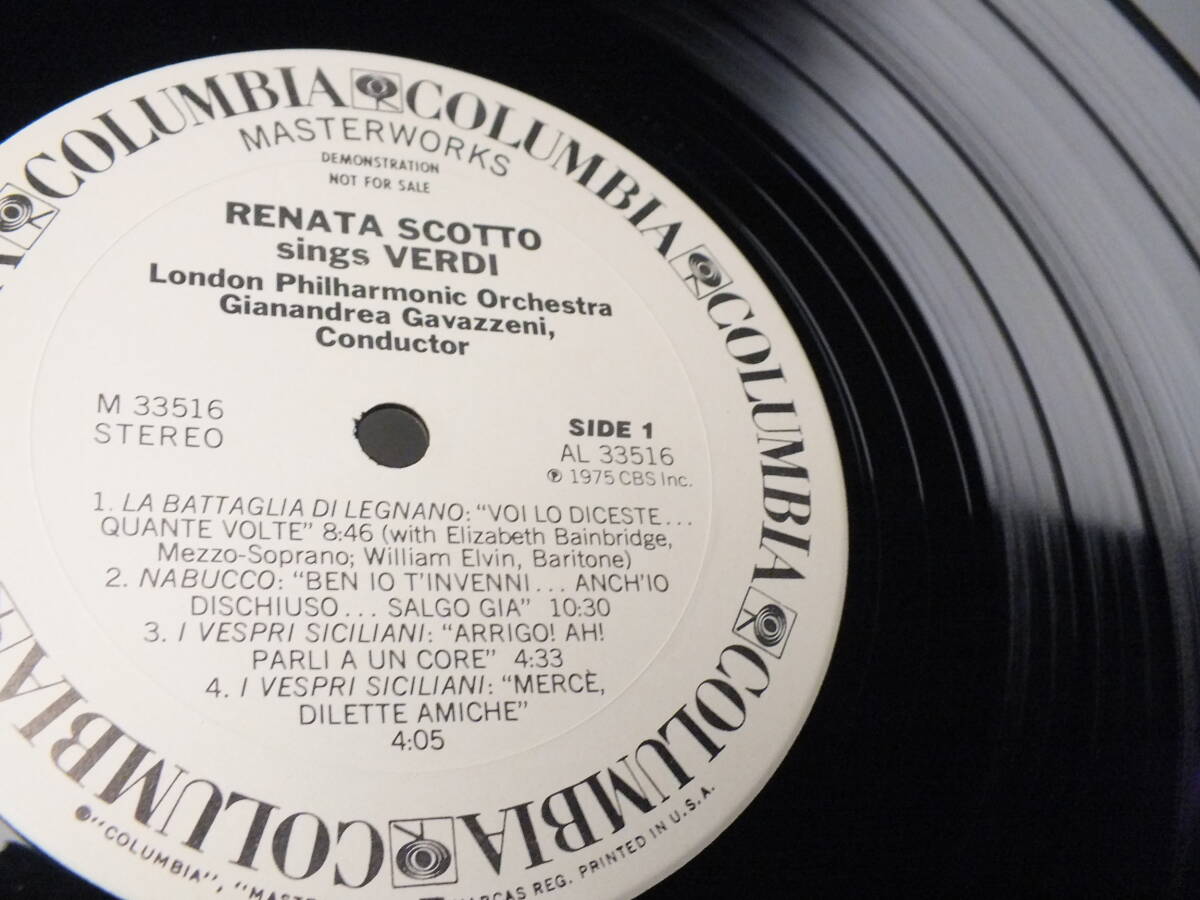 COLUMBIA COLUMBIA COLUMBIA COLUMBIA COLUMBIA COLUMBIA COLUMBIA
MASTERWORKS
DEMONSTRATION
NOT FOR SALE
RENATA SCOTTO
sings VERDI
London Philharmonic Orchestra
Gianandrea Gavazzeni,
Conductor
M 33516
STEREO
SIDE 1
AL 33516
℗ 1975 CBS Inc.
1. LA BATTAGLIA DI LEGNANO: "VOI LO DICESTE...
QUANTE VOLTE" 8:46 (with Elizabeth Bainbridge,
Mezzo-Soprano; William Elvin, Baritone)
2. NABUCCO: "BEN IO T'INVENNI... ANCH'IO
DISCHIUSO... SALGO GIA" 10:30
3. I VESPRI SICILIANI: "ARRIGO! AH!
PARLI A UN CORE" 4:33
4. I VESPRI SICILIANI: "MERCÈ,
DILETTE AMICHE"
4:05
"COLUMBIA", REG. PRINTED IN U.S.A.